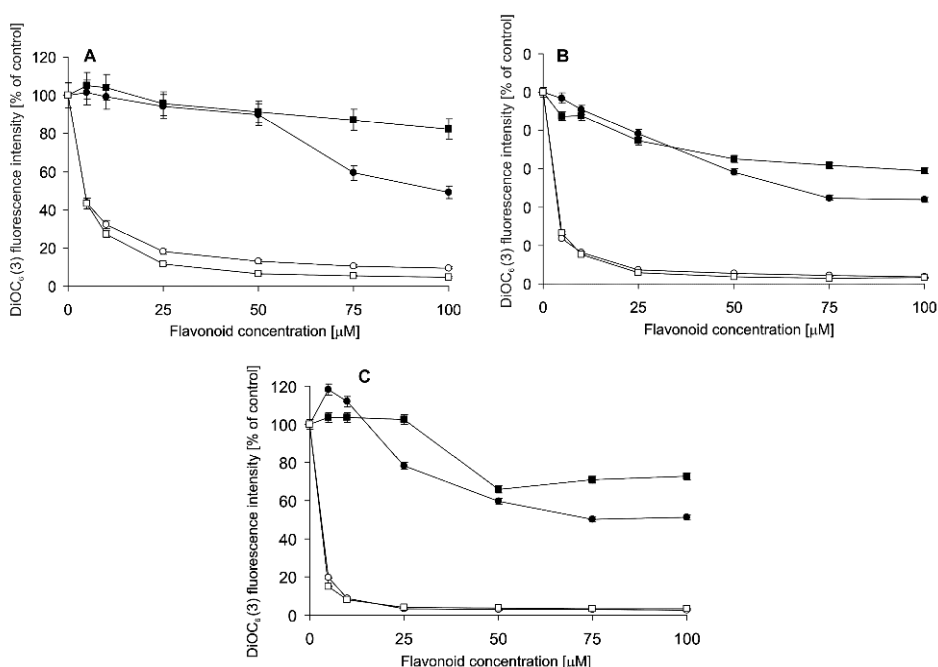 A
DiOC₆(3) fluorescence intensity [% of control]
120
100
80
60
40
20
0
0 25 50 75 100
Flavonoid concentration [μM]
B
DiOC₆(3) fluorescence intensity [% of control]
0
0
0
0
0
0
0
0 25 50 75 100
Flavonoid concentration [μM]
C
DiOC₆(3) fluorescence intensity [% of control]
120
100
80
60
40
20
0
0 25 50 75 100
Flavonoid concentration [μM]